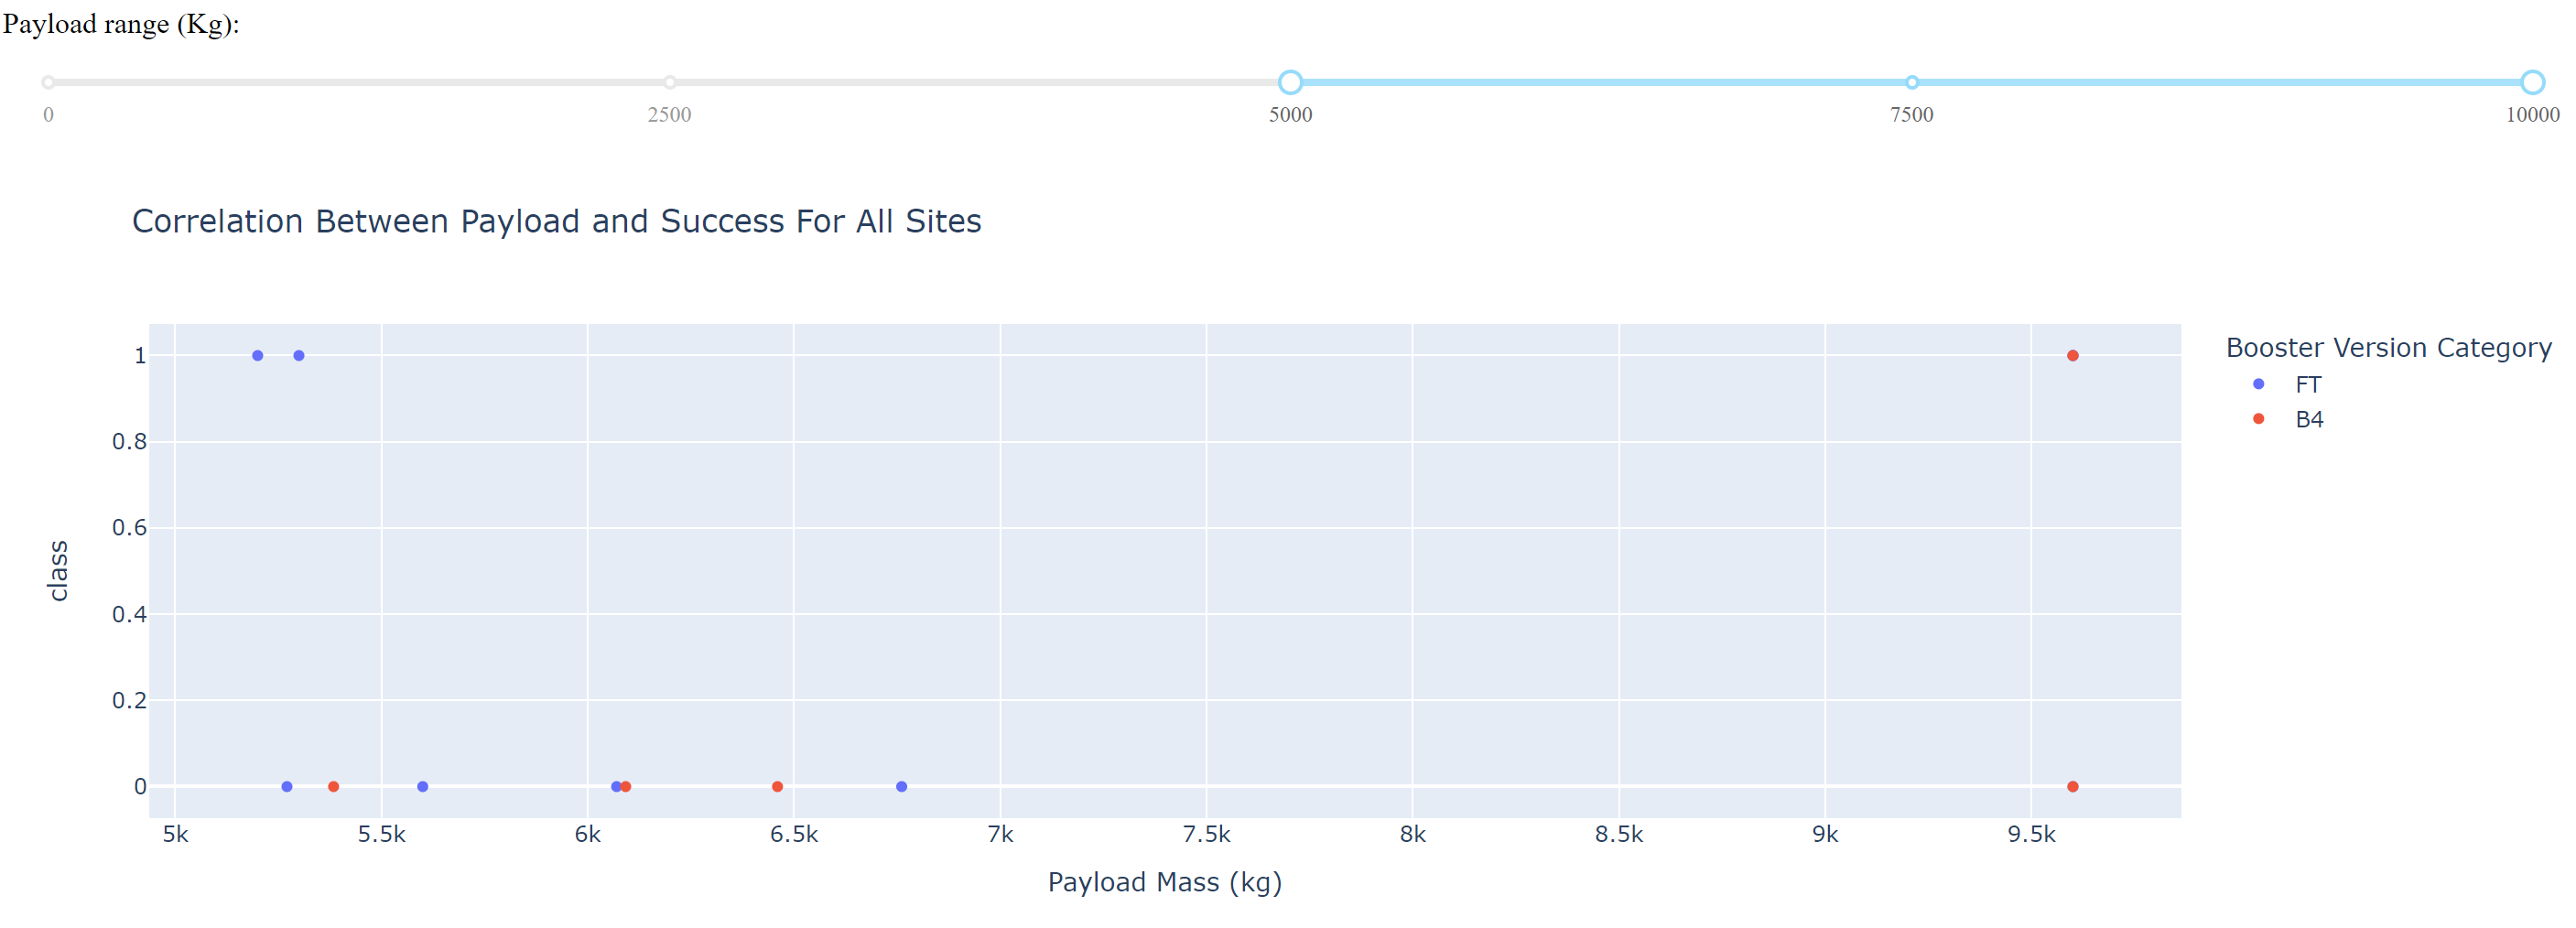 Payload range (Kg):
0 2500 5000 7500 10000
Correlation Between Payload and Success For All Sites
Booster Version Category
FT
B4
1
0.8
0.6
0.4
0.2
0
class
5k 5.5k 6k 6.5k 7k 7.5k 8k 8.5k 9k 9.5k
Payload Mass (kg)